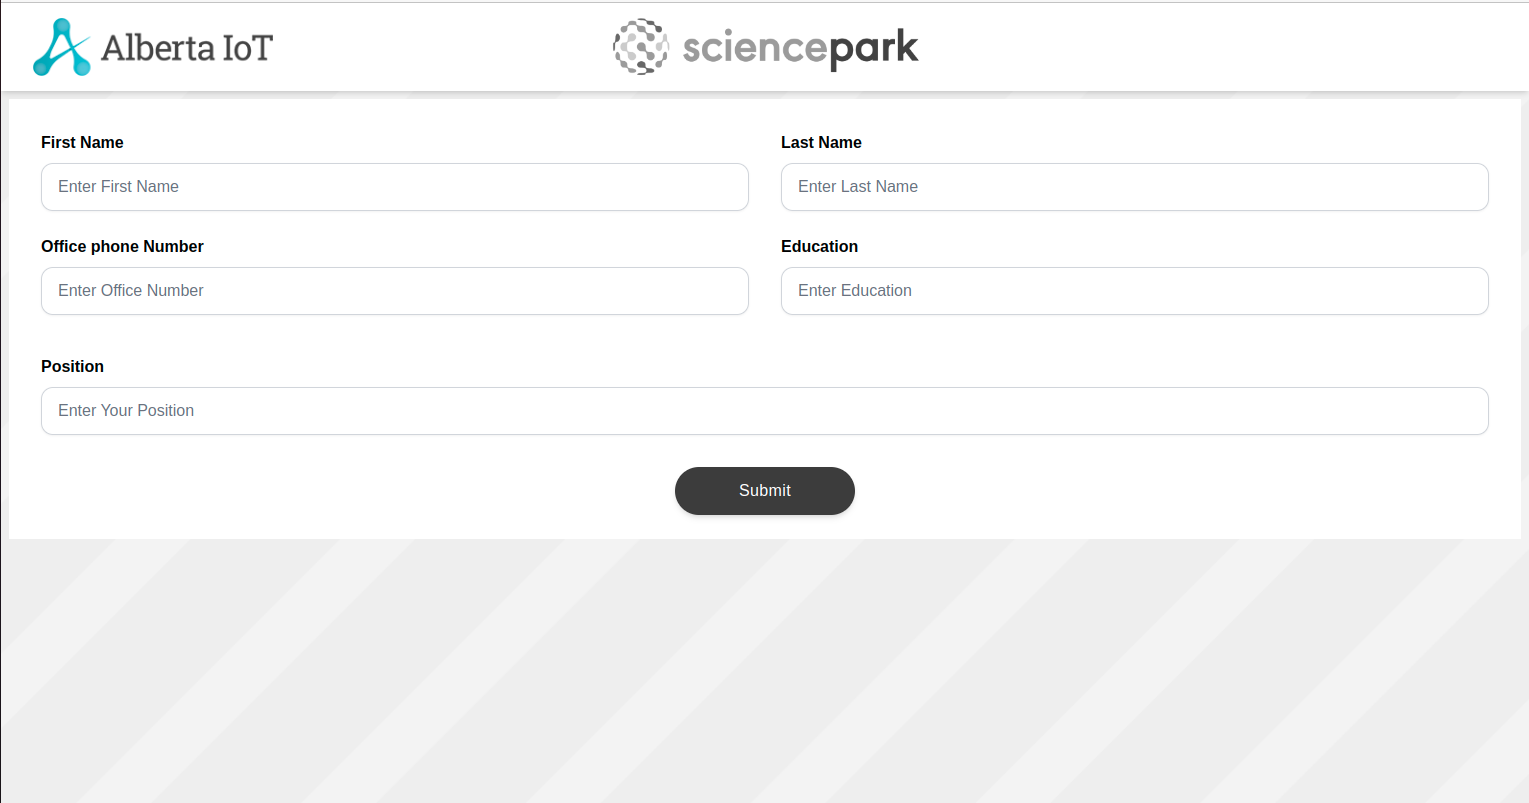 Alberta IoT
sciencepark
First Name
Last Name
Enter First Name
Enter Last Name
Office phone Number
Education
Enter Office Number
Enter Education
Position
Enter Your Position
Submit